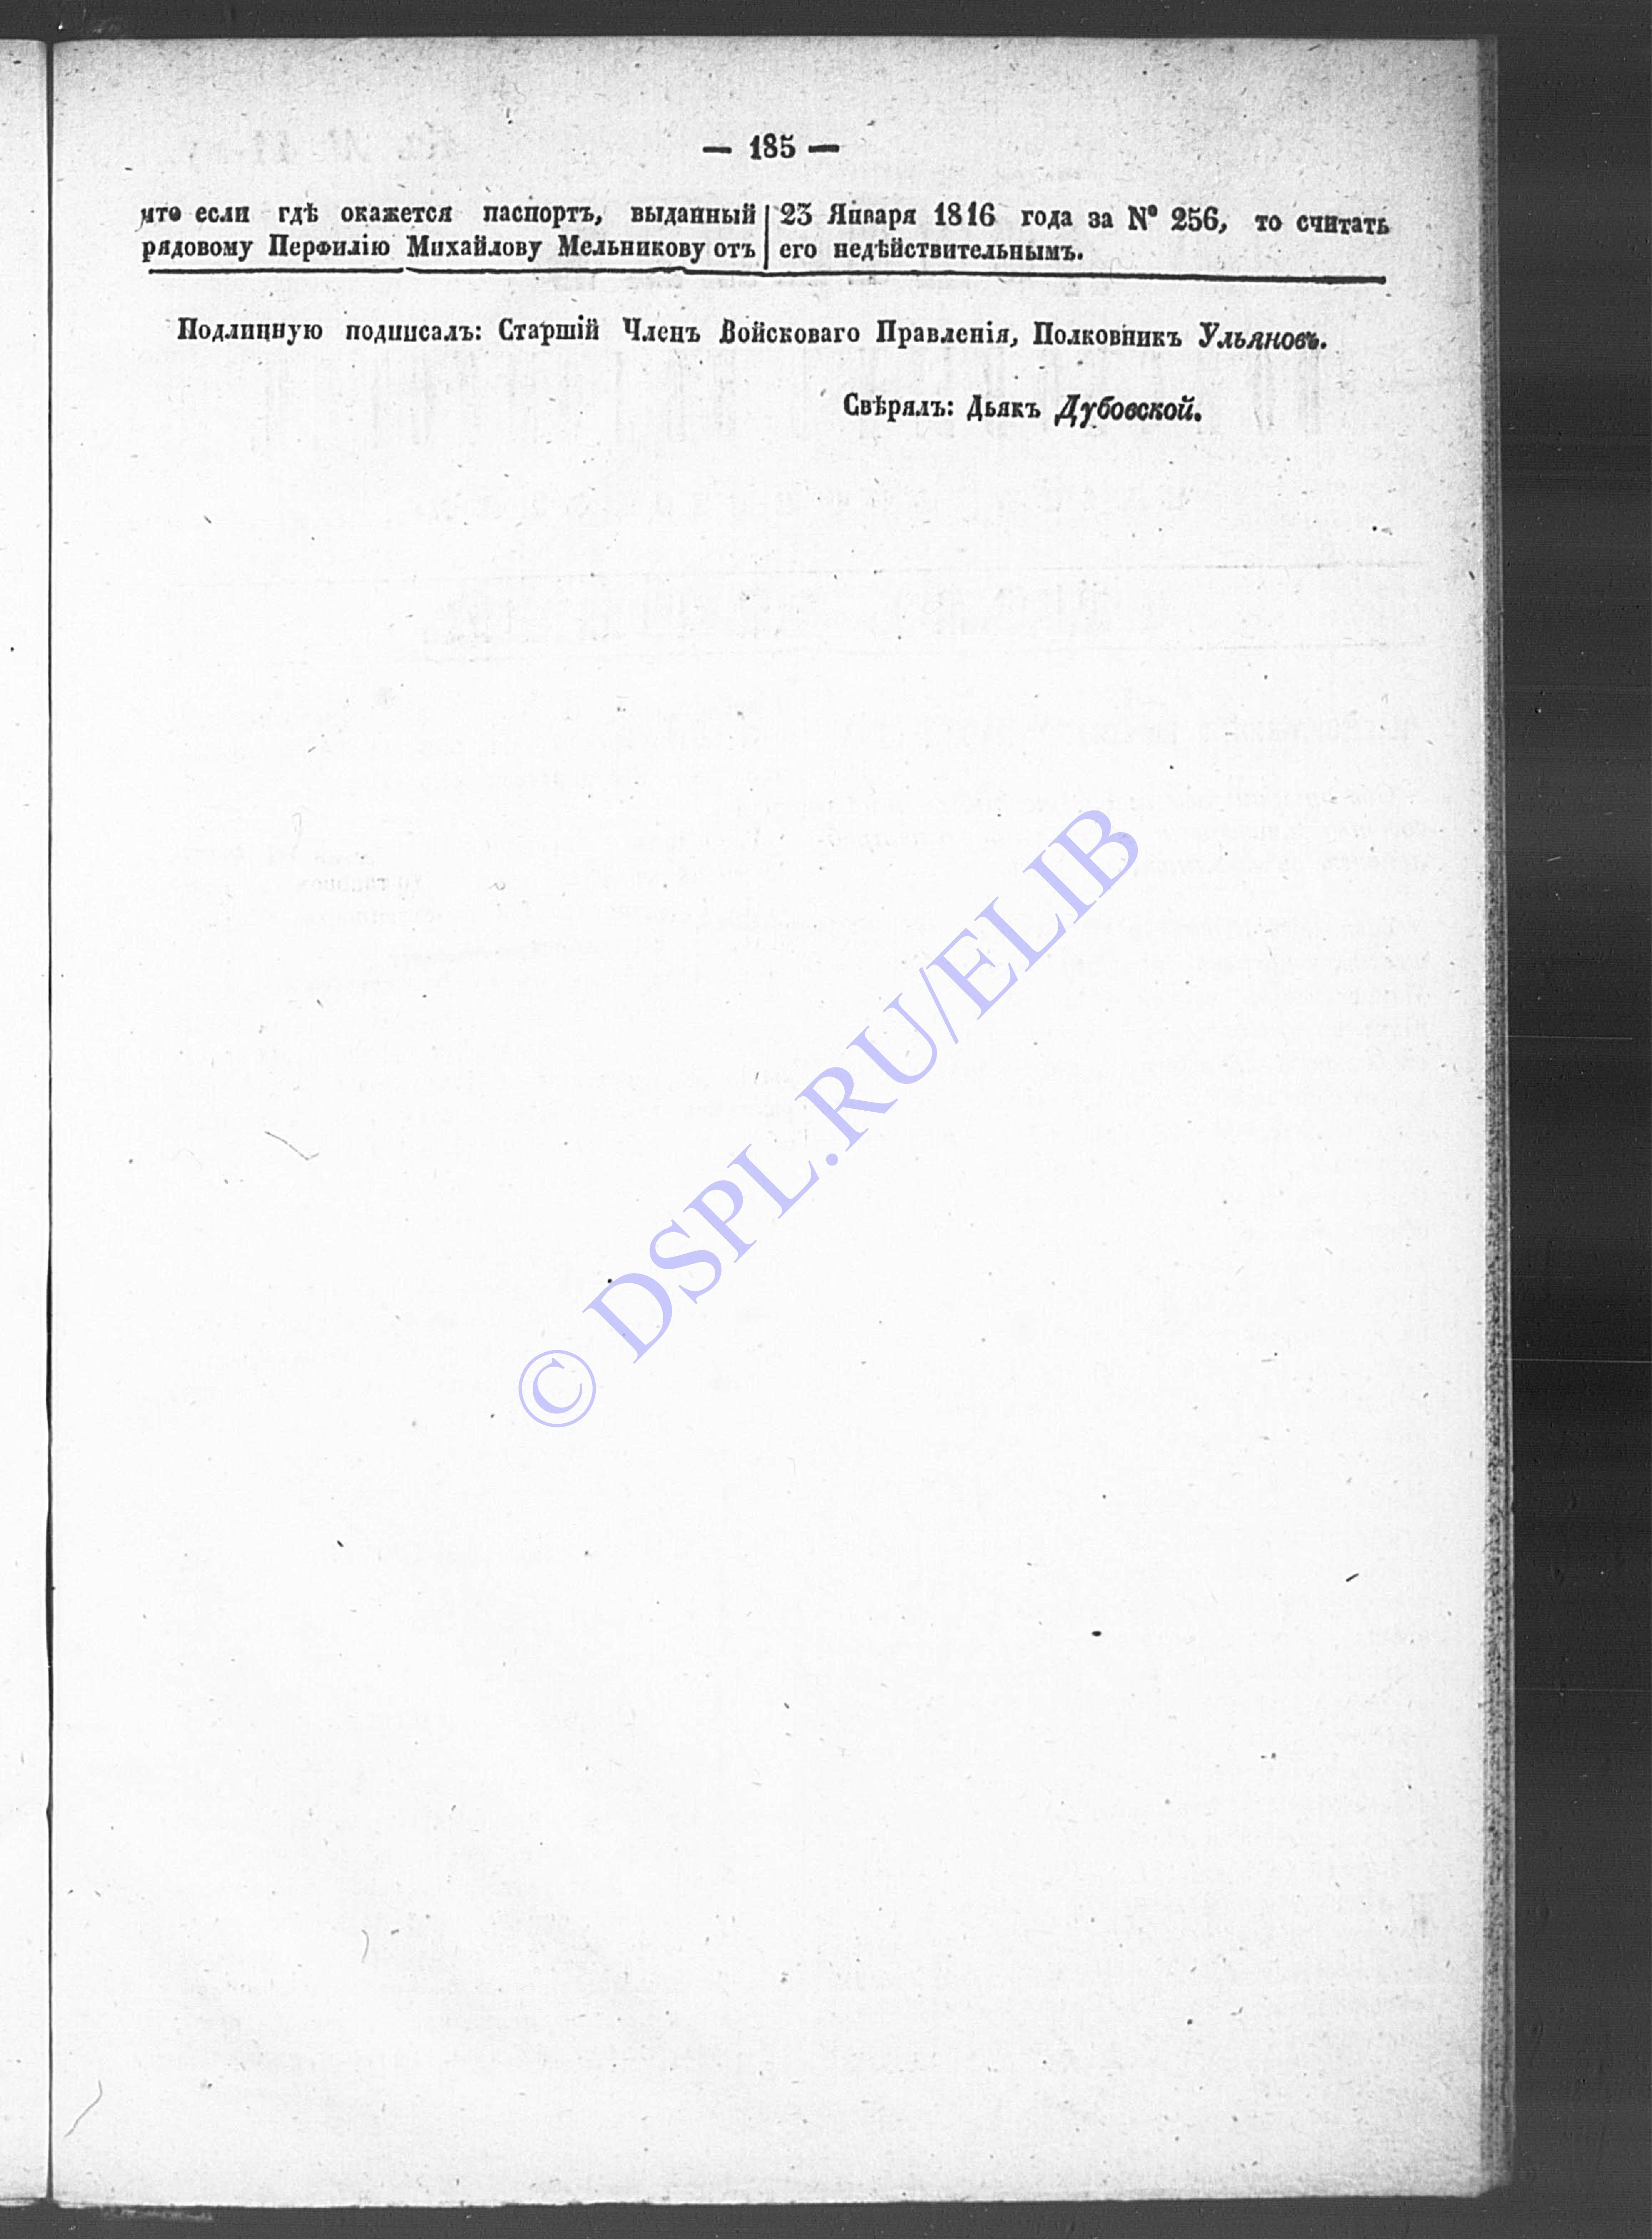 — 185 —
что если гдѣ окажется паспортъ, выданный
рядовому Перфилію Михайлову Мельникову отъ
23 Января 1816 года за № 256, то считать
его недѣйствительнымъ.
Подлинную подписалъ: Старшій Членъ Войсковаго Правленія, Полковникъ Ульяновъ.
Свѣрялъ: Дьякъ Дубовской.
© DSPL.RU/ELIB